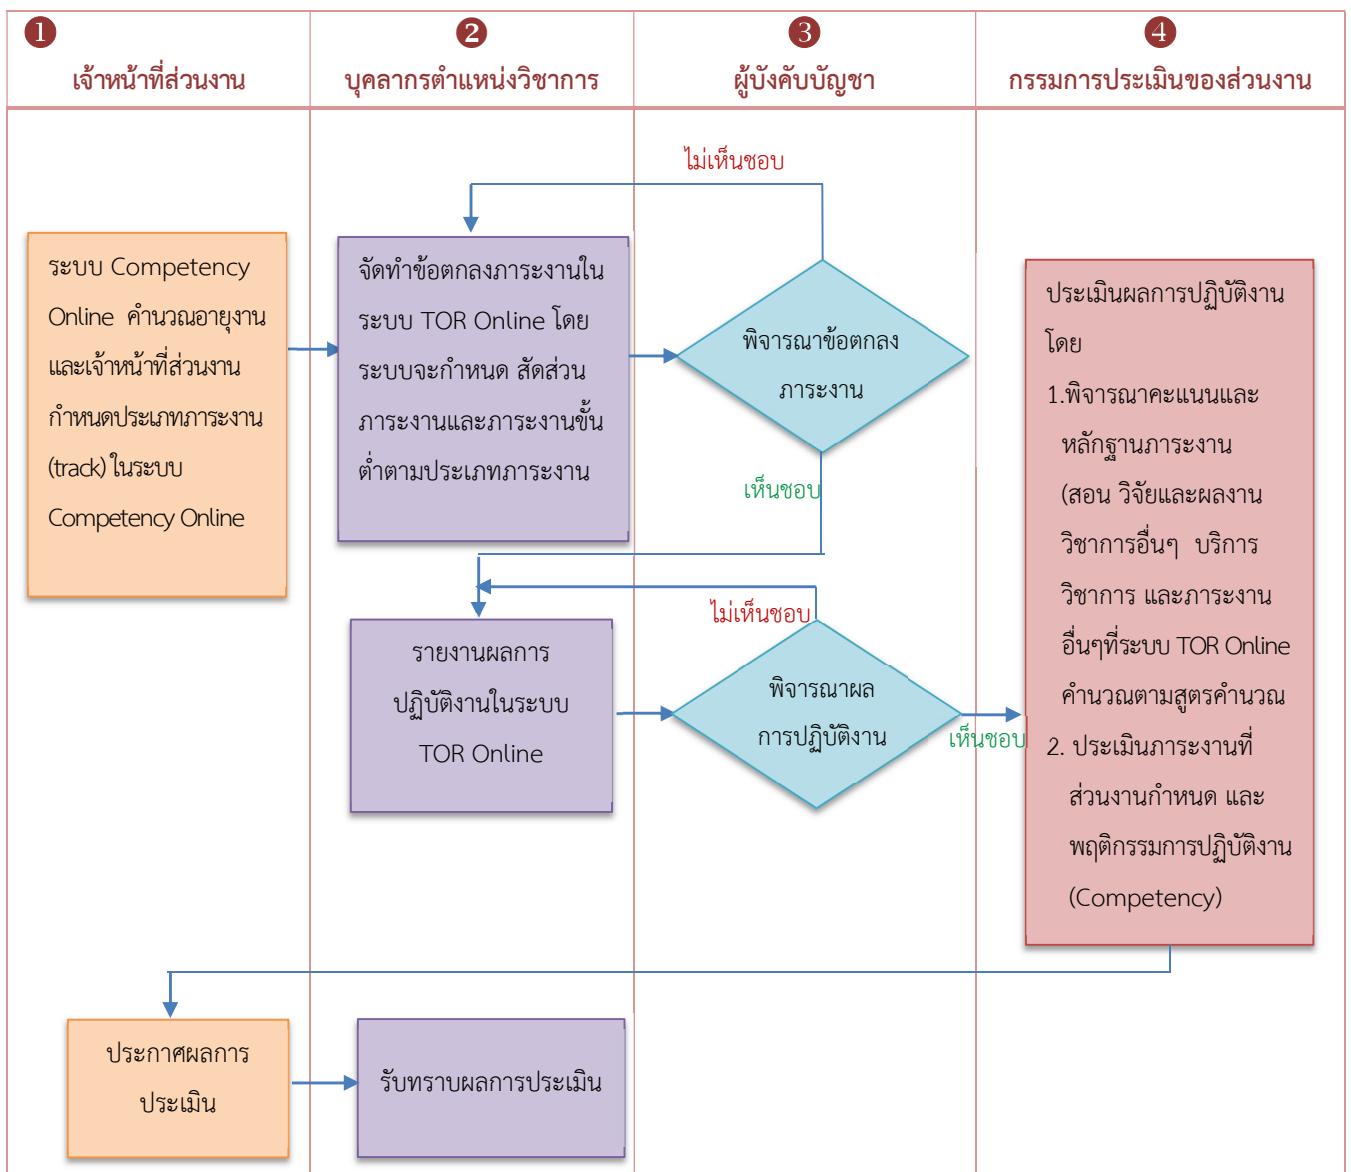 1
เจ้าหน้าที่ส่วนงาน
2
บุคลากรตำแหน่งวิชาการ
3
ผู้บังคับบัญชา
4
กรรมการประเมินของส่วนงาน
ไม่เห็นชอบ
ระบบ Competency
Online คำนวณอายุงาน
และเจ้าหน้าที่ส่วนงาน
กำหนดประเภทภาระงาน
(track) ในระบบ
Competency Online
จัดทำข้อตกลงภาระงานใน
ระบบ TOR Online โดย
ระบบจะกำหนด สัดส่วน
ภาระงานและภาระงานขั้น
ต่ำตามประเภทภาระงาน
พิจารณาข้อตกลง
ภาระงาน
เห็นชอบ
ไม่เห็นชอบ
รายงานผลการ
ปฏิบัติงานในระบบ
TOR Online
พิจารณาผล
การปฏิบัติงาน
เห็นชอบ
ประเมินผลการปฏิบัติงาน
โดย
1.พิจารณาคะแนนและ
หลักฐานภาระงาน
(สอน วิจัยและผลงาน
วิชาการอื่นๆ บริการ
วิชาการ และภาระงาน
อื่นๆที่ระบบ TOR Online
คำนวณตามสูตรคำนวณ
2. ประเมินภาระงานที่
ส่วนงานกำหนด และ
พฤติกรรมการปฏิบัติงาน
(Competency)
ประกาศผลการ
ประเมิน
รับทราบผลการประเมิน